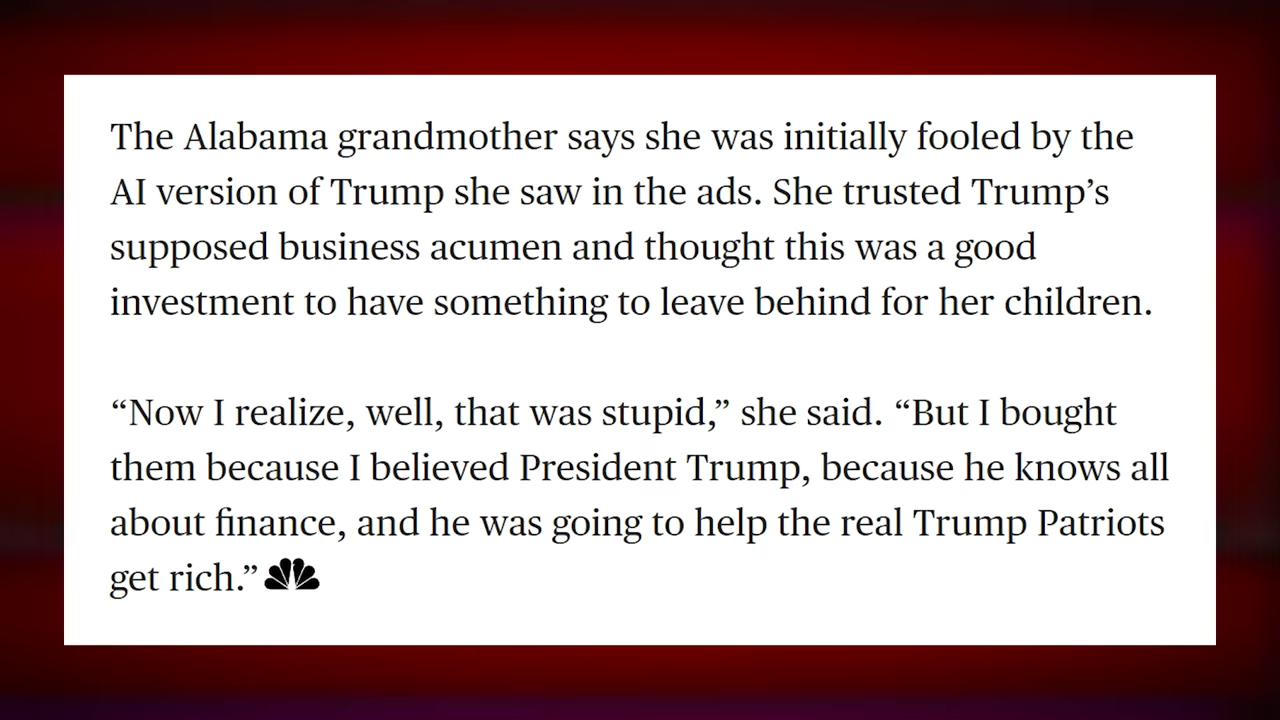 The Alabama grandmother says she was initially fooled by the
AI version of Trump she saw in the ads. She trusted Trump’s
supposed business acumen and thought this was a good
investment to have something to leave behind for her children.
“Now I realize, well, that was stupid,” she said. “But I bought
them because I believed President Trump, because he knows all
about finance, and he was going to help the real Trump Patriots
get rich.”